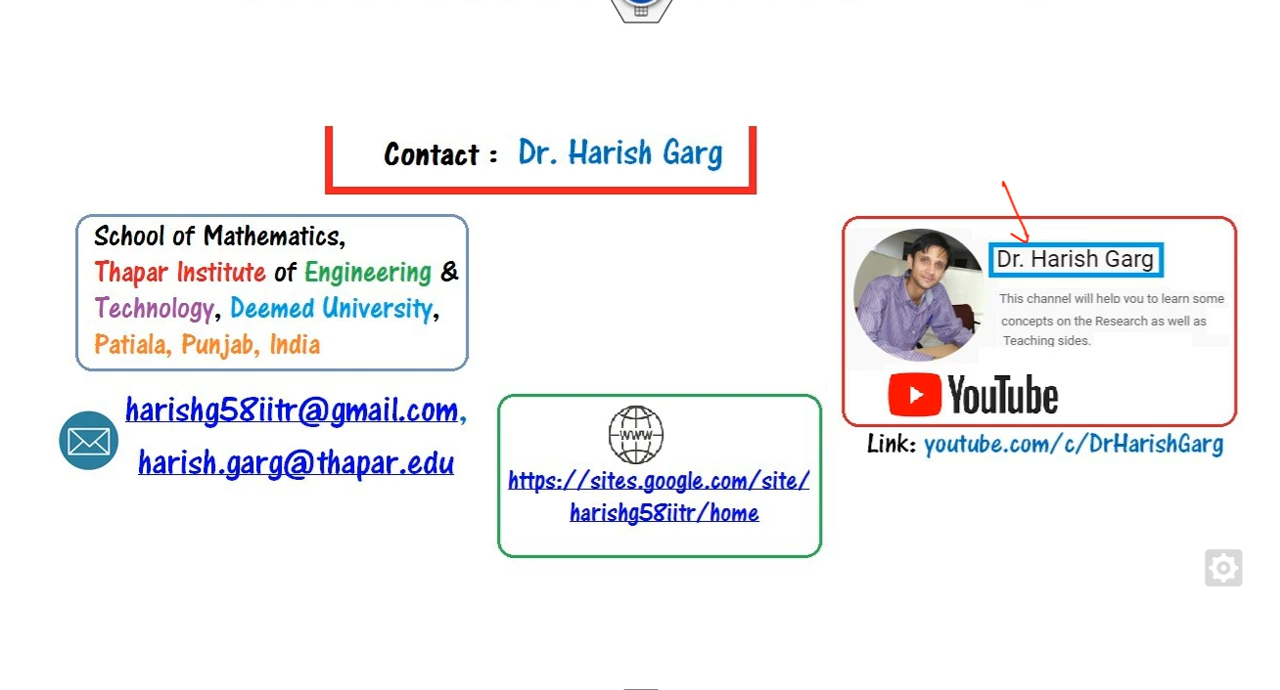 Contact : Dr. Harish Garg
School of Mathematics,
Thapar Institute of Engineering &
Technology, Deemed University,
Patiala, Punjab, India
harishg58iitr@gmail.com,
harish.garg@thapar.edu
WWW
https://sites.google.com/site/
harishg58iitr/home
Dr. Harish Garg
This channel will help you to learn some
concepts on the Research as well as
Teaching sides.
YouTube
Link: youtube.com/c/DrHarishGarg